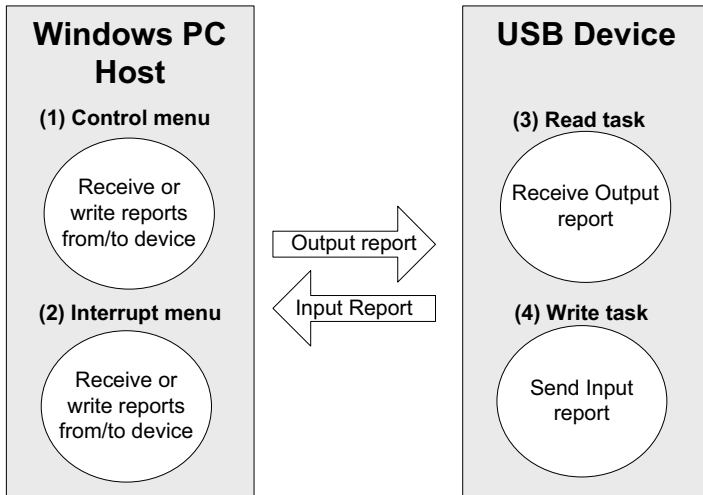 Windows PC
Host
(1) Control menu
Receive or
write reports
from/to device
(2) Interrupt menu
Receive or
write reports
from/to device
Output report
Input Report
USB Device
(3) Read task
Receive Output
report
(4) Write task
Send Input
report